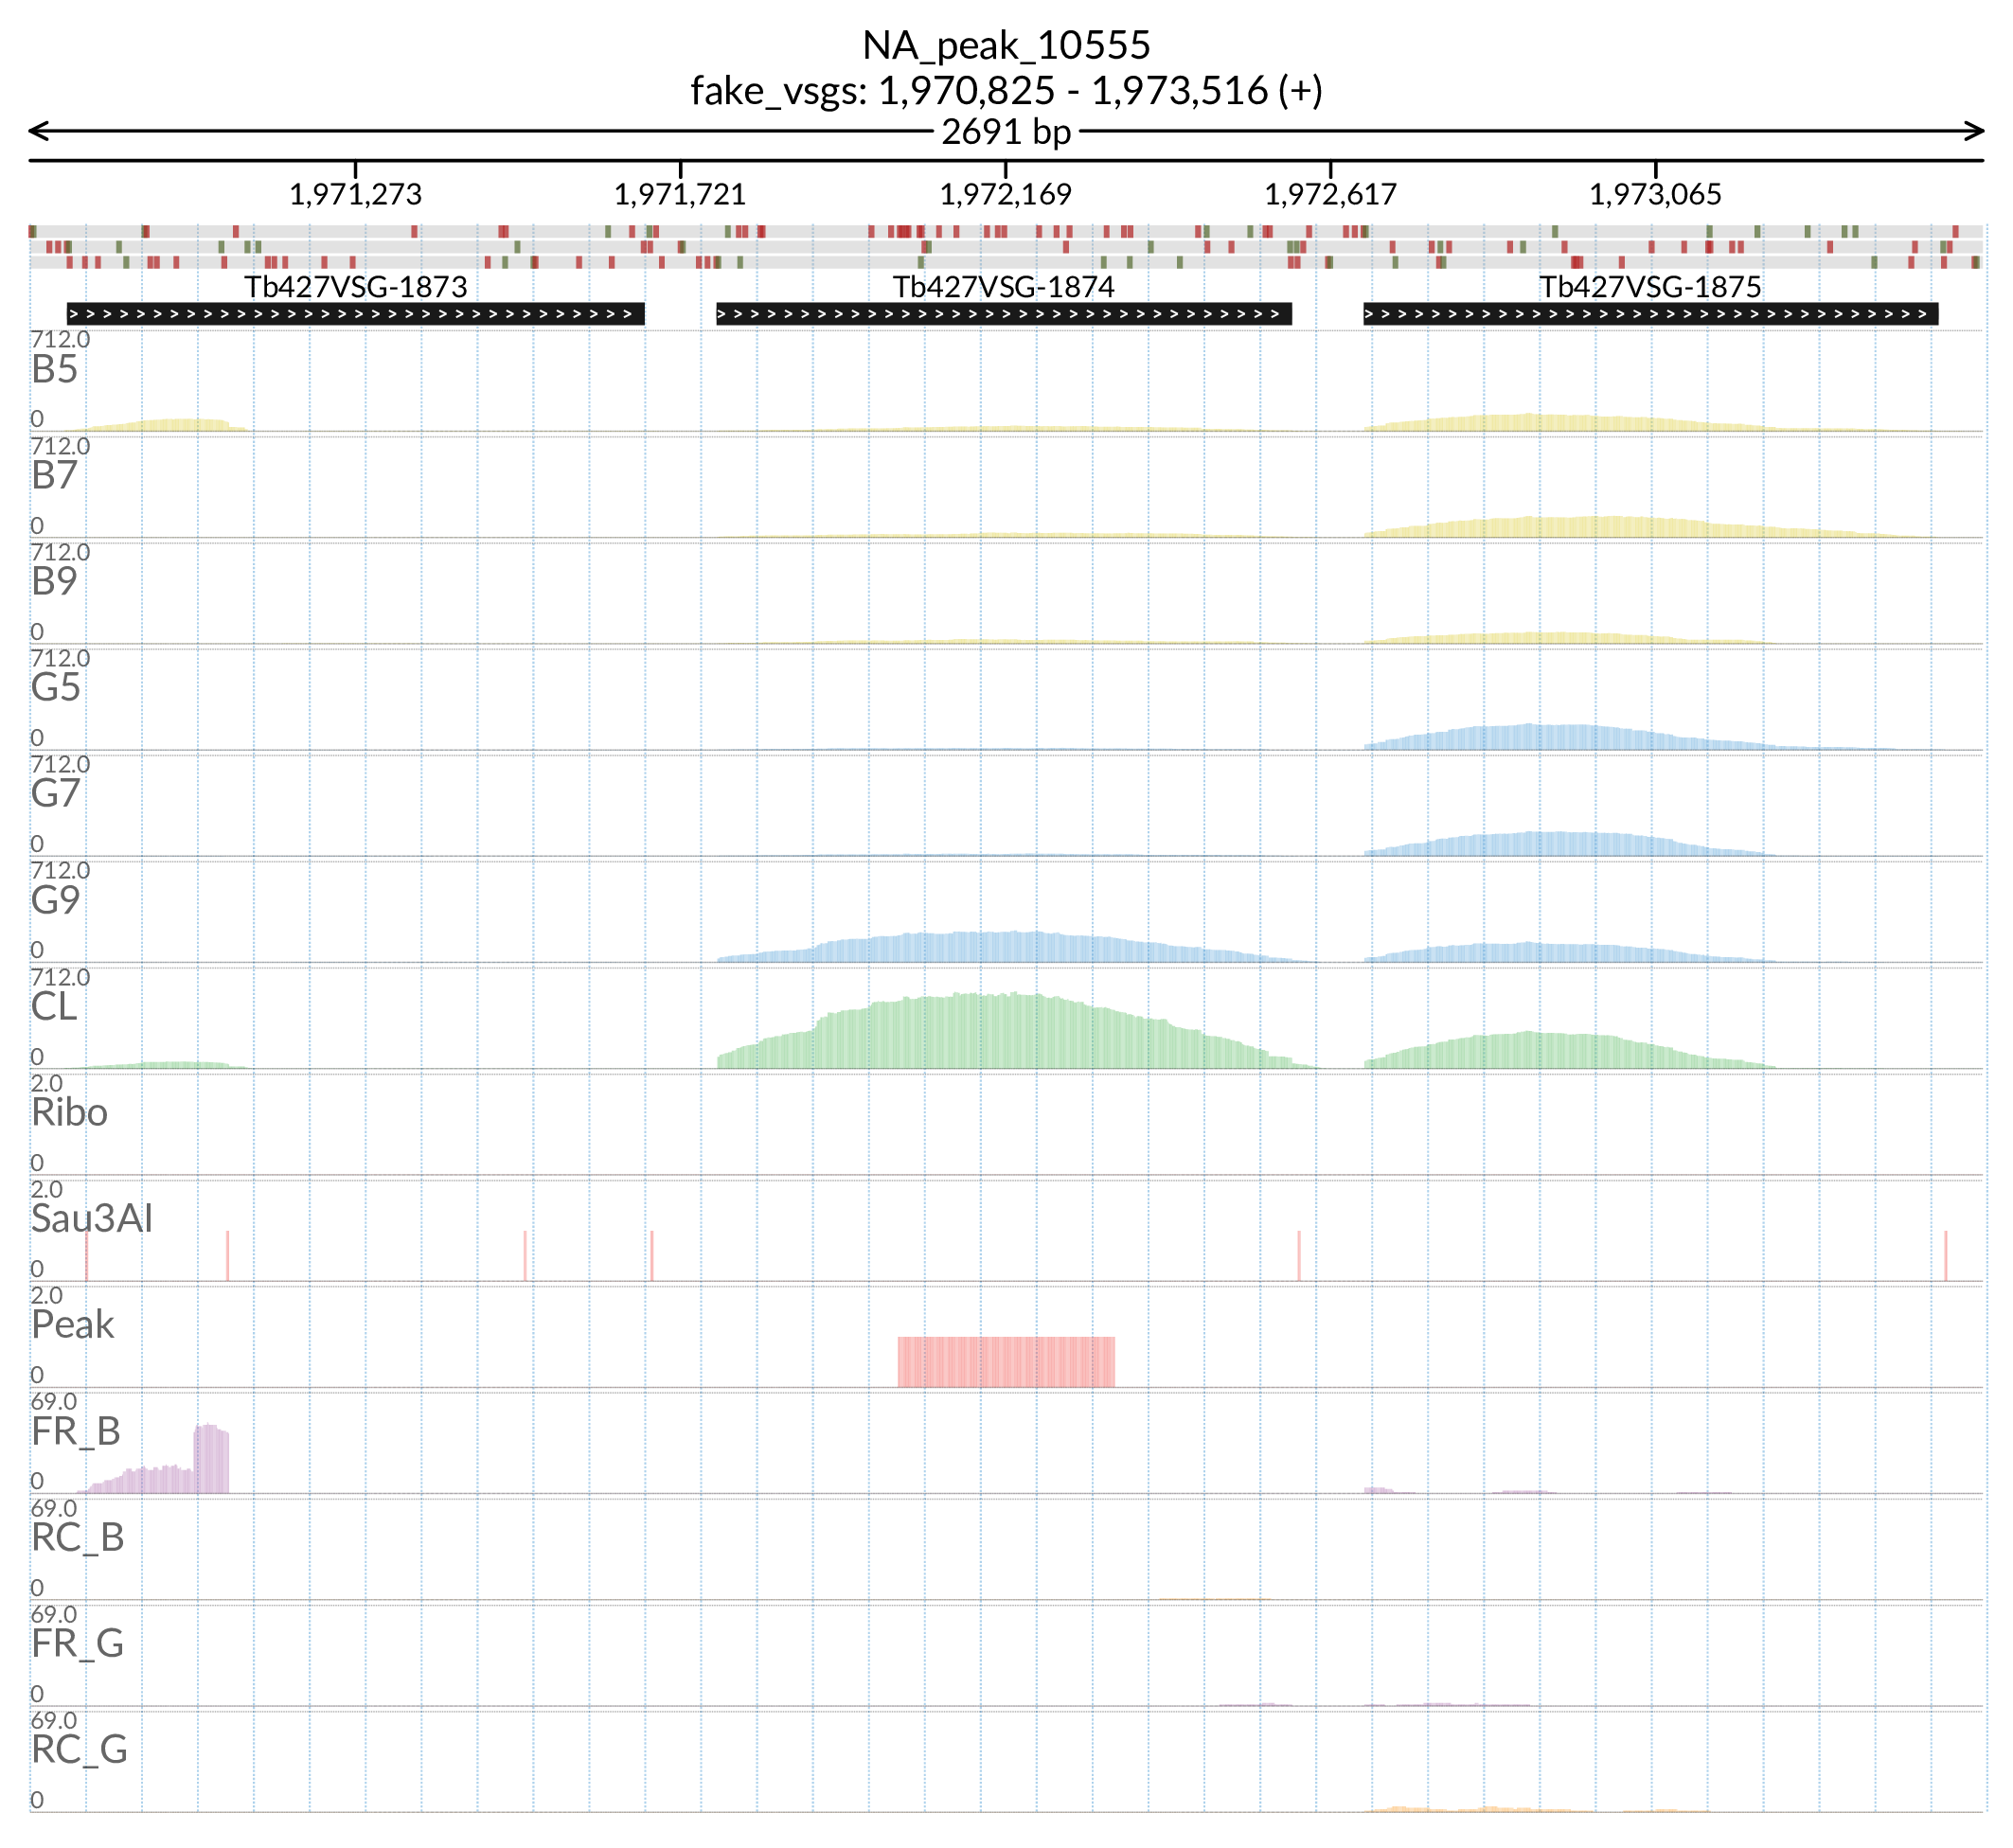 NA_peak_10555
fake_vsgs: 1,970,825 - 1,973,516 (+)
2691 bp
1,971,273 1,971,721 1,972,169 1,972,617 1,973,065
Tb427VSG-1873 Tb427VSG-1874 Tb427VSG-1875
712.0
B5
0
712.0
B7
0
712.0
B9
0
712.0
G5
0
712.0
G7
0
712.0
G9
0
712.0
CL
0
2.0
Ribo
0
2.0
Sau3AI
0
2.0
Peak
0
69.0
FR_B
0
69.0
RC_B
0
69.0
FR_G
0
69.0
RC_G
0